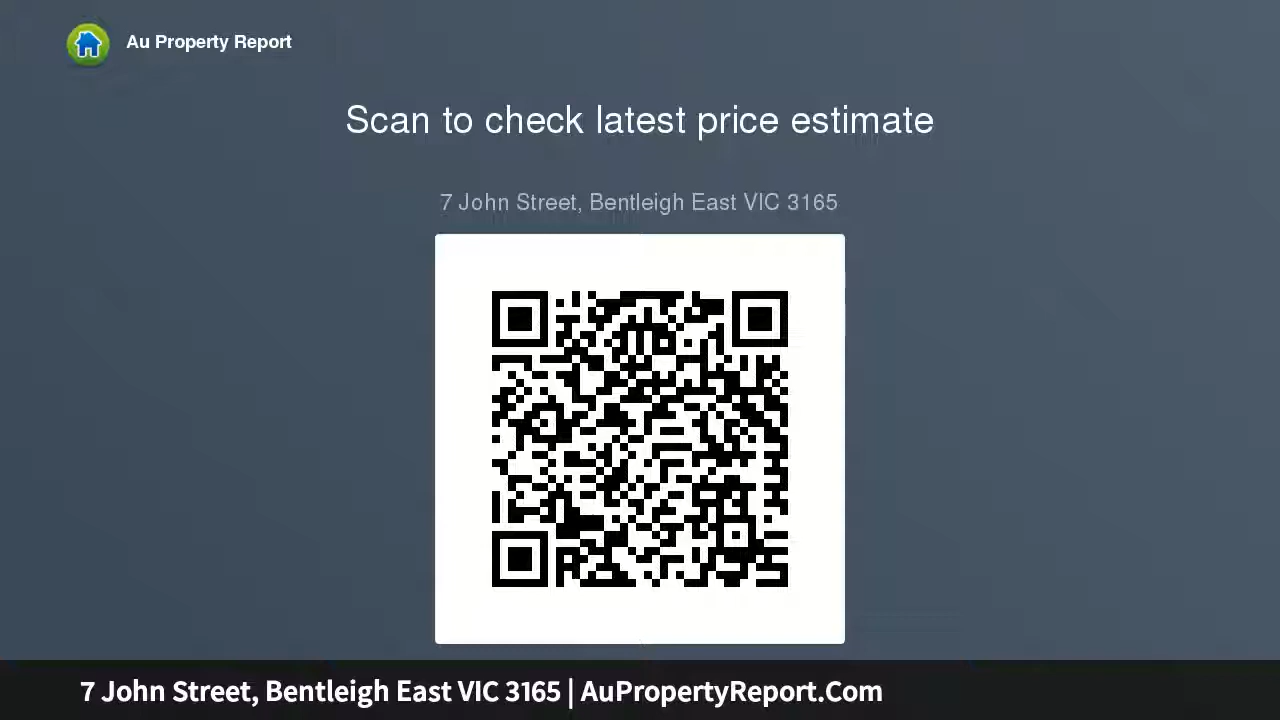 Au Property Report
Scan to check latest price estimate
7 John Street, Bentleigh East VIC 3165
7 John Street, Bentleigh East VIC 3165 | AuPropertyReport.Com